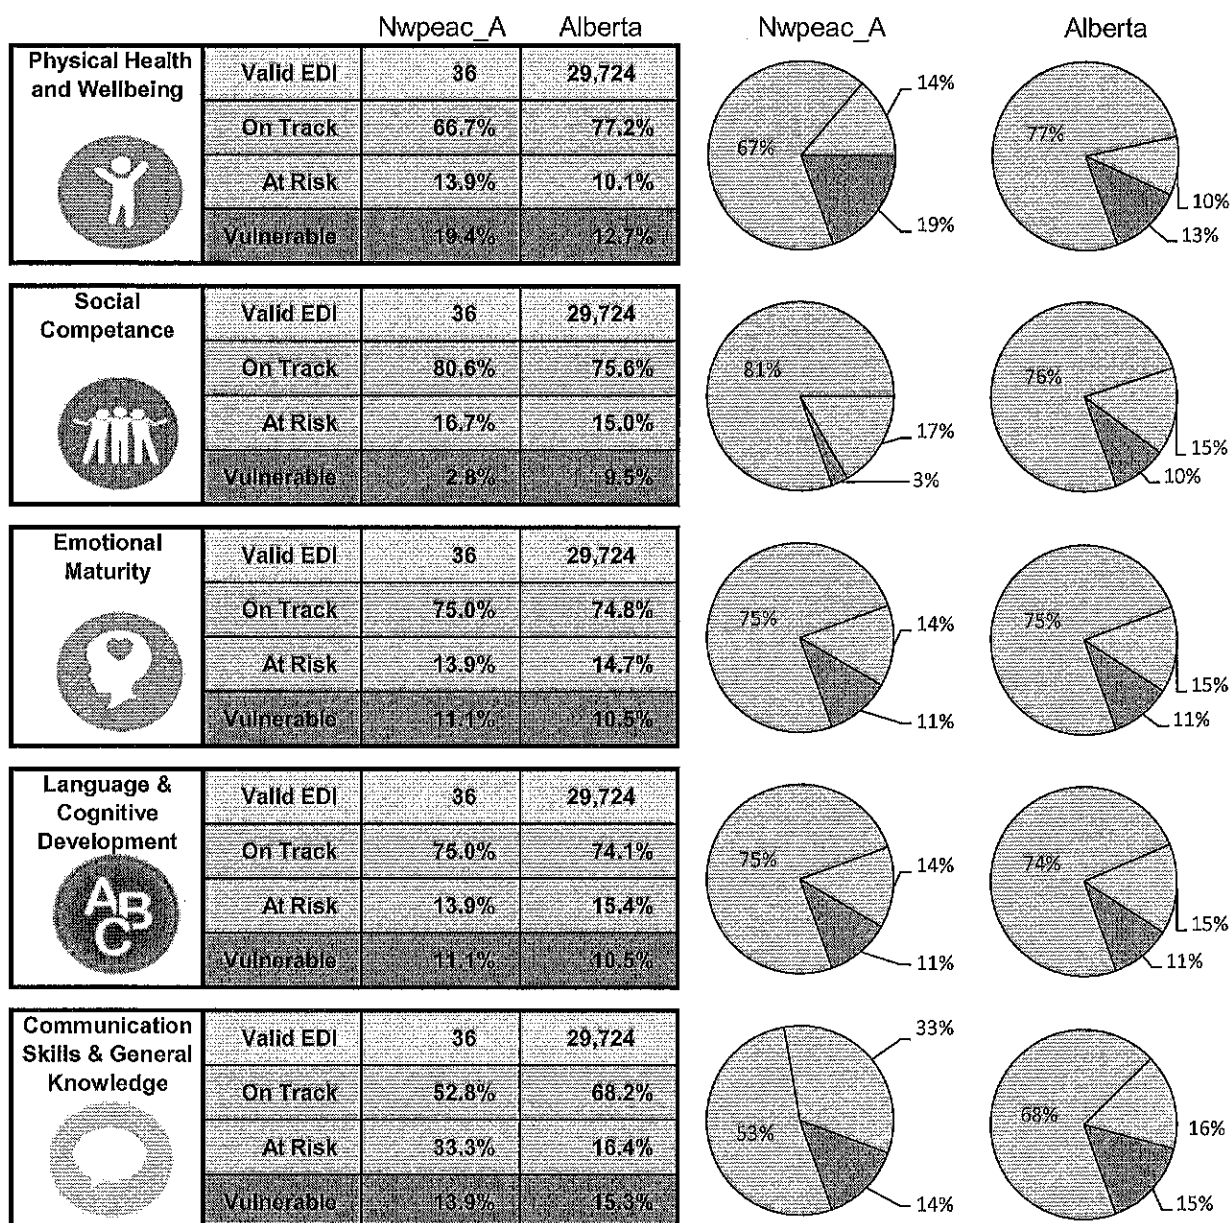 Nwpeac_A Alberta Nwpeac_A Alberta
Physical Health
and Wellbeing
Valid EDI 36 29,724
On Track 66.7% 77.2%
At Risk 13.9% 10.1%
Vulnerable 19.4% 12.7%
67%
14%
19%
77%
10%
13%
Social
Competance
Valid EDI 36 29,724
On Track 80.6% 75.6%
At Risk 16.7% 15.0%
Vulnerable 2.8% 9.5%
81%
17%
3%
76%
15%
10%
Emotional
Maturity
Valid EDI 36 29,724
On Track 75.0% 74.8%
At Risk 13.9% 14.7%
Vulnerable 11.1% 10.5%
75%
14%
11%
75%
15%
11%
Language &
Cognitive
Development
ABC
Valid EDI 36 29,724
On Track 75.0% 74.1%
At Risk 13.9% 15.4%
Vulnerable 11.1% 10.5%
75%
14%
11%
74%
15%
11%
Communication
Skills & General
Knowledge
Valid EDI 36 29,724
On Track 52.8% 68.2%
At Risk 33.3% 16.4%
Vulnerable 13.9% 15.3%
53%
33%
14%
68%
16%
15%